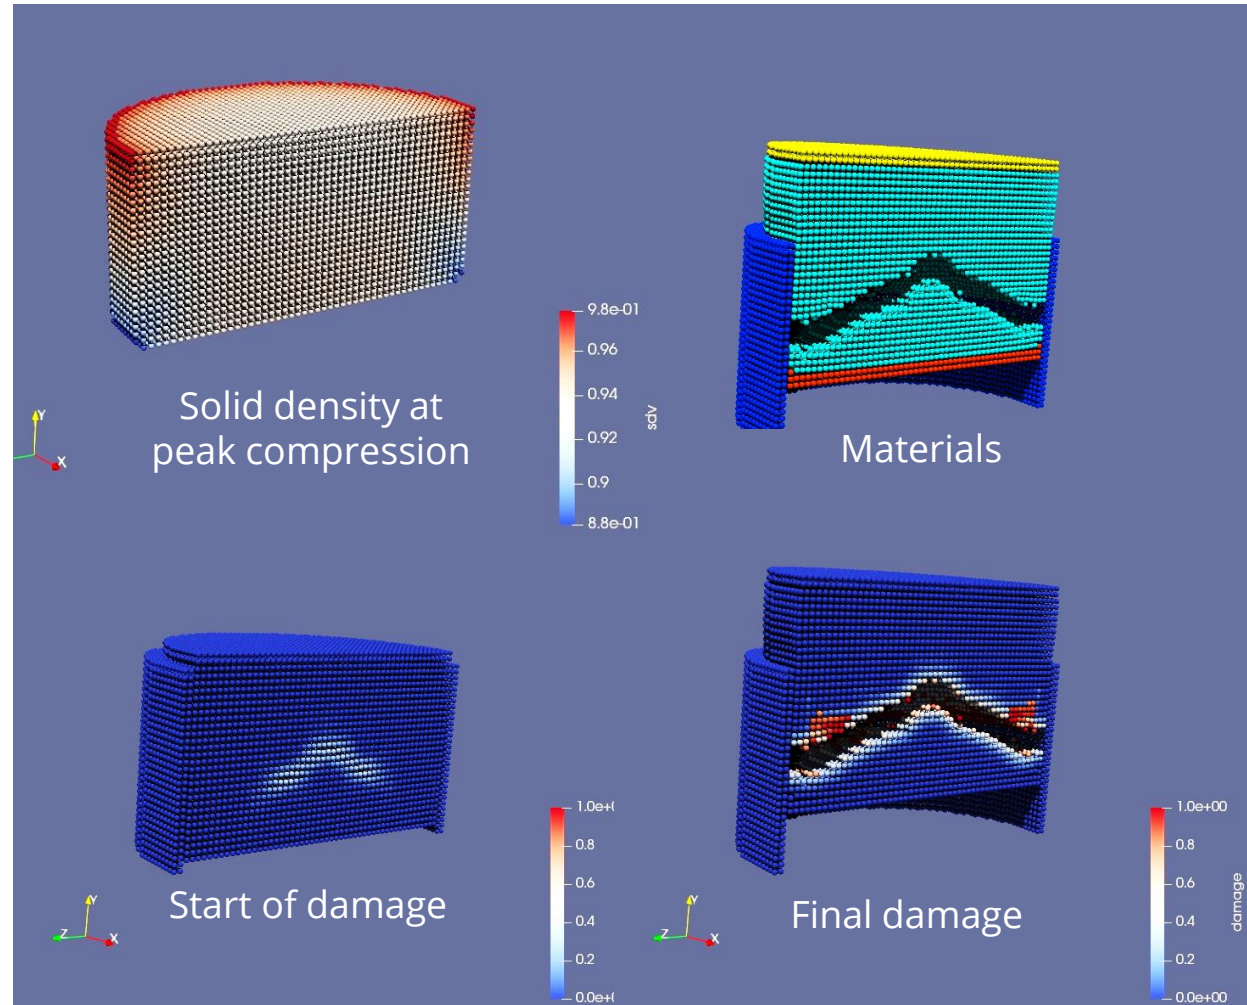 9.8e-01
0.96
0.94
0.92
0.9
8.8e-01
sdv
Y
X
Solid density at
peak compression
Materials
1.0e+(
0.8
0.6
0.4
0.2
0.0e+(
Y
Z
X
Start of damage
1.0e+00
0.8
0.6
0.4
0.2
0.0e+00
damage
Y
Z
X
Final damage